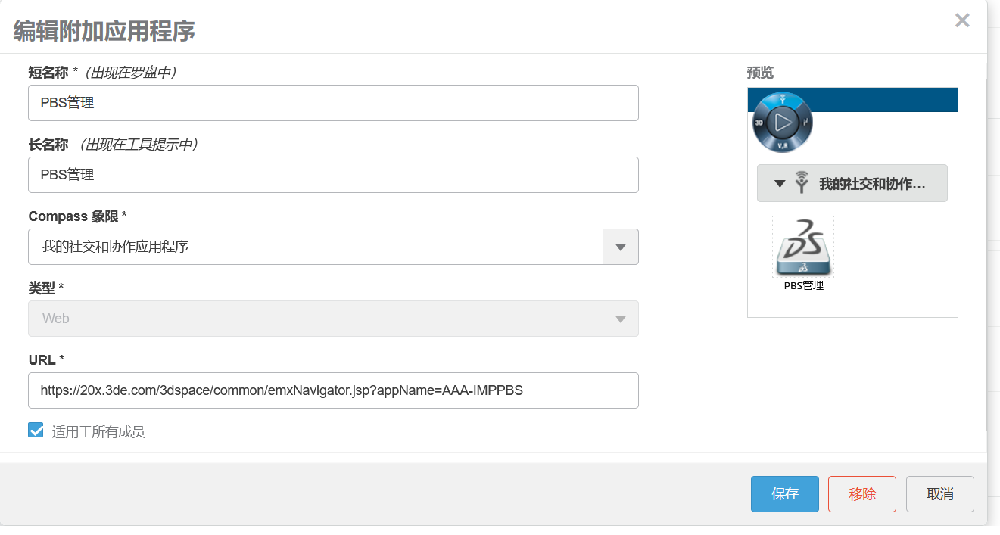 编辑附加应用程序
短名称 * (出现在罗盘中)
PBS管理
长名称 (出现在工具提示中)
PBS管理
Compass 象限 *
我的社交和协作应用程序
类型 *
Web
URL *
https://20x.3de.com/3dspace/common/emxNavigator.jsp?appName=AAA-IMPPBS
适用于所有成员
预览
3D
V.R
我的社交和协作...
PBS管理
保存
移除
取消